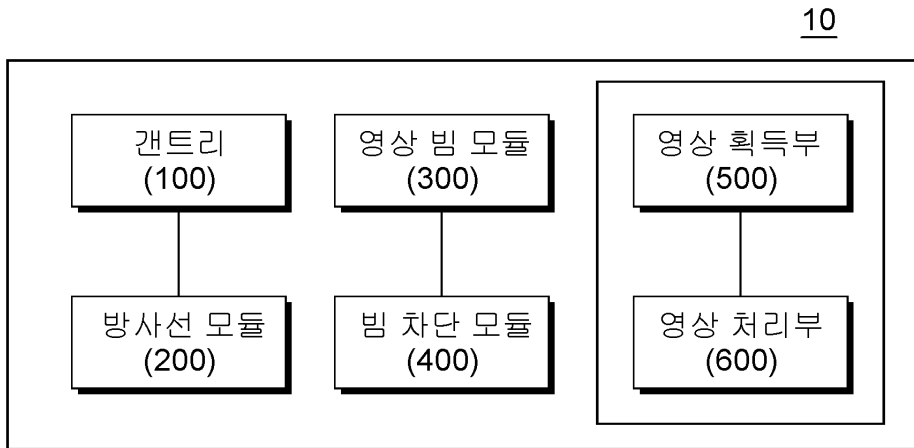 10
갠트리
(100)
영상 빔 모듈
(300)
영상 획득부
(500)
방사선 모듈
(200)
빔 차단 모듈
(400)
영상 처리부
(600)